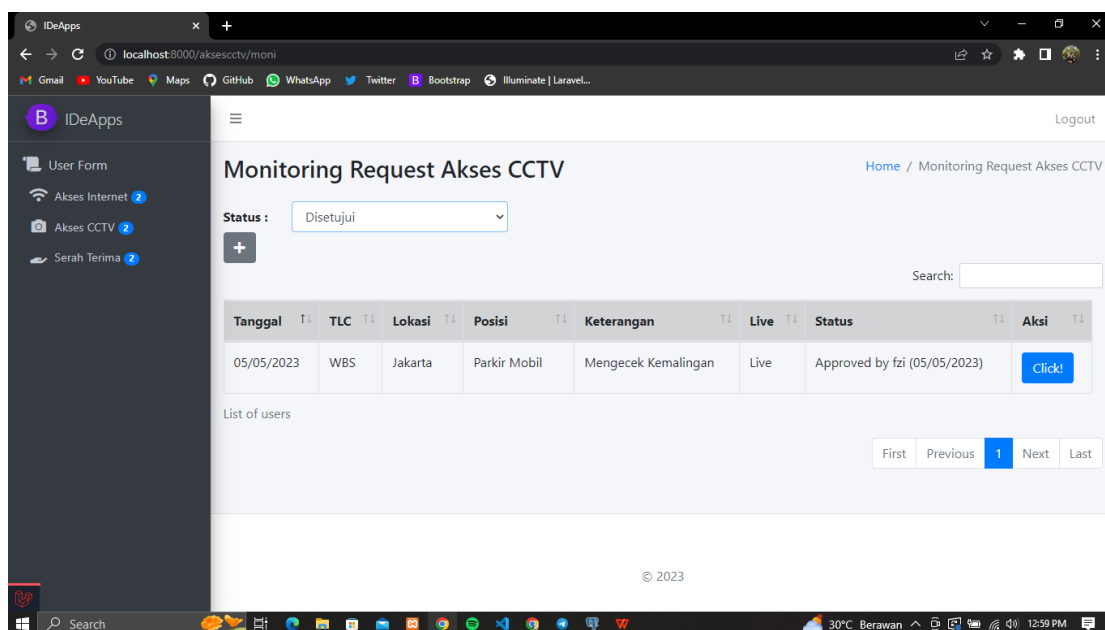 IDeApps
localhost:8000/aksescctv/moni
Gmail YouTube Maps GitHub WhatsApp Twitter B Bootstrap Illuminate | Laravel...
B IDeApps
Logout
User Form
Akses Internet 2
Akses CCTV 2
Serah Terima 2
Monitoring Request Akses CCTV
Home / Monitoring Request Akses CCTV
Status : Disetujui
+
Search:
Tanggal TLC Lokasi Posisi Keterangan Live Status Aksi
05/05/2023 WBS Jakarta Parkir Mobil Mengecek Kemalingan Live Approved by fzi (05/05/2023) Click!
List of users
First Previous 1 Next Last
© 2023
Search
30°C Berawan 12:59 PM